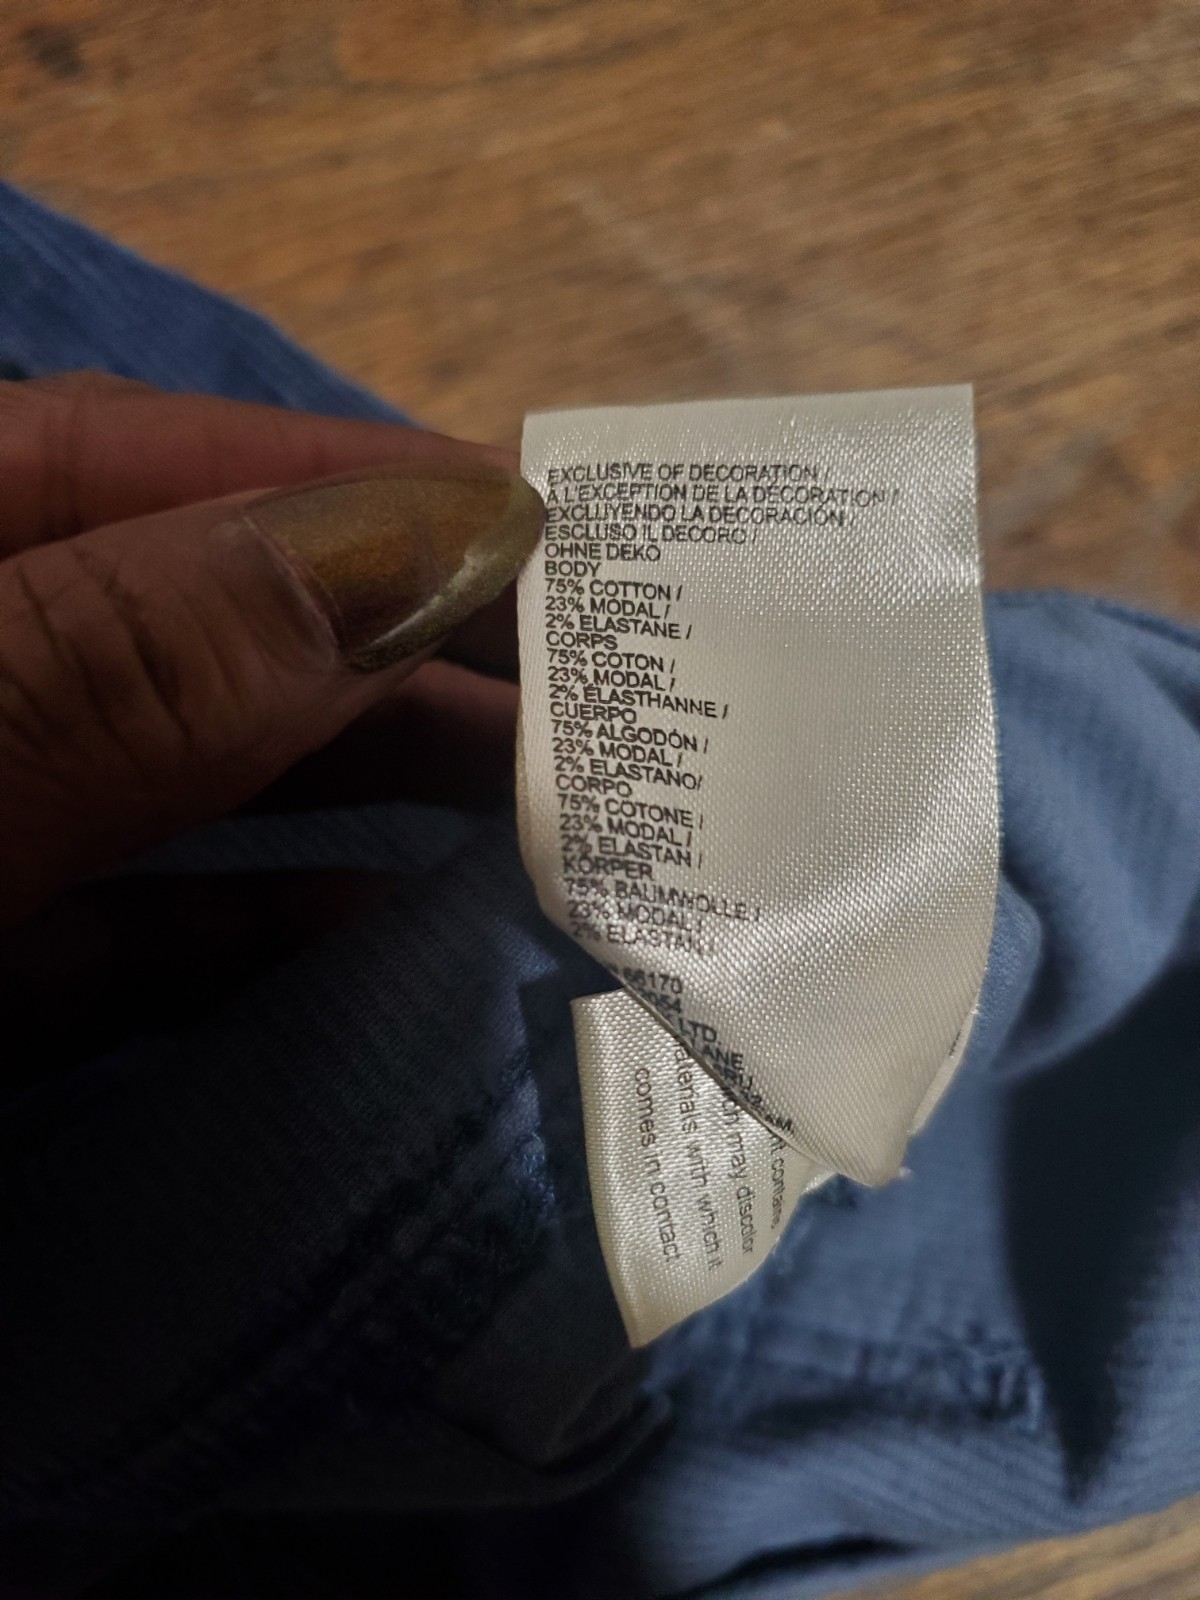 EXCLUSIVE OF DECORATION /
À L'EXCEPTION DE LA DÉCORATION /
EXCLUYENDO LA DECORACIÓN /
ESCLUSO IL DECORO /
OHNE DEKO
BODY
75% COTTON /
23% MODAL /
2% ELASTANE /
CORPS
75% COTON /
23% MODAL /
2% ÉLASTHANNE /
CUERPO
75% ALGODÓN /
23% MODAL /
2% ELASTANO/
CORPO
75% COTONE /
23% MODAL /
2% ELASTAN /
KÖRPER
75% BAUMWOLLE /
23% MODAL /
2% ELASTAN /
66170
LTD.
may discolor
with which it
comes in contact